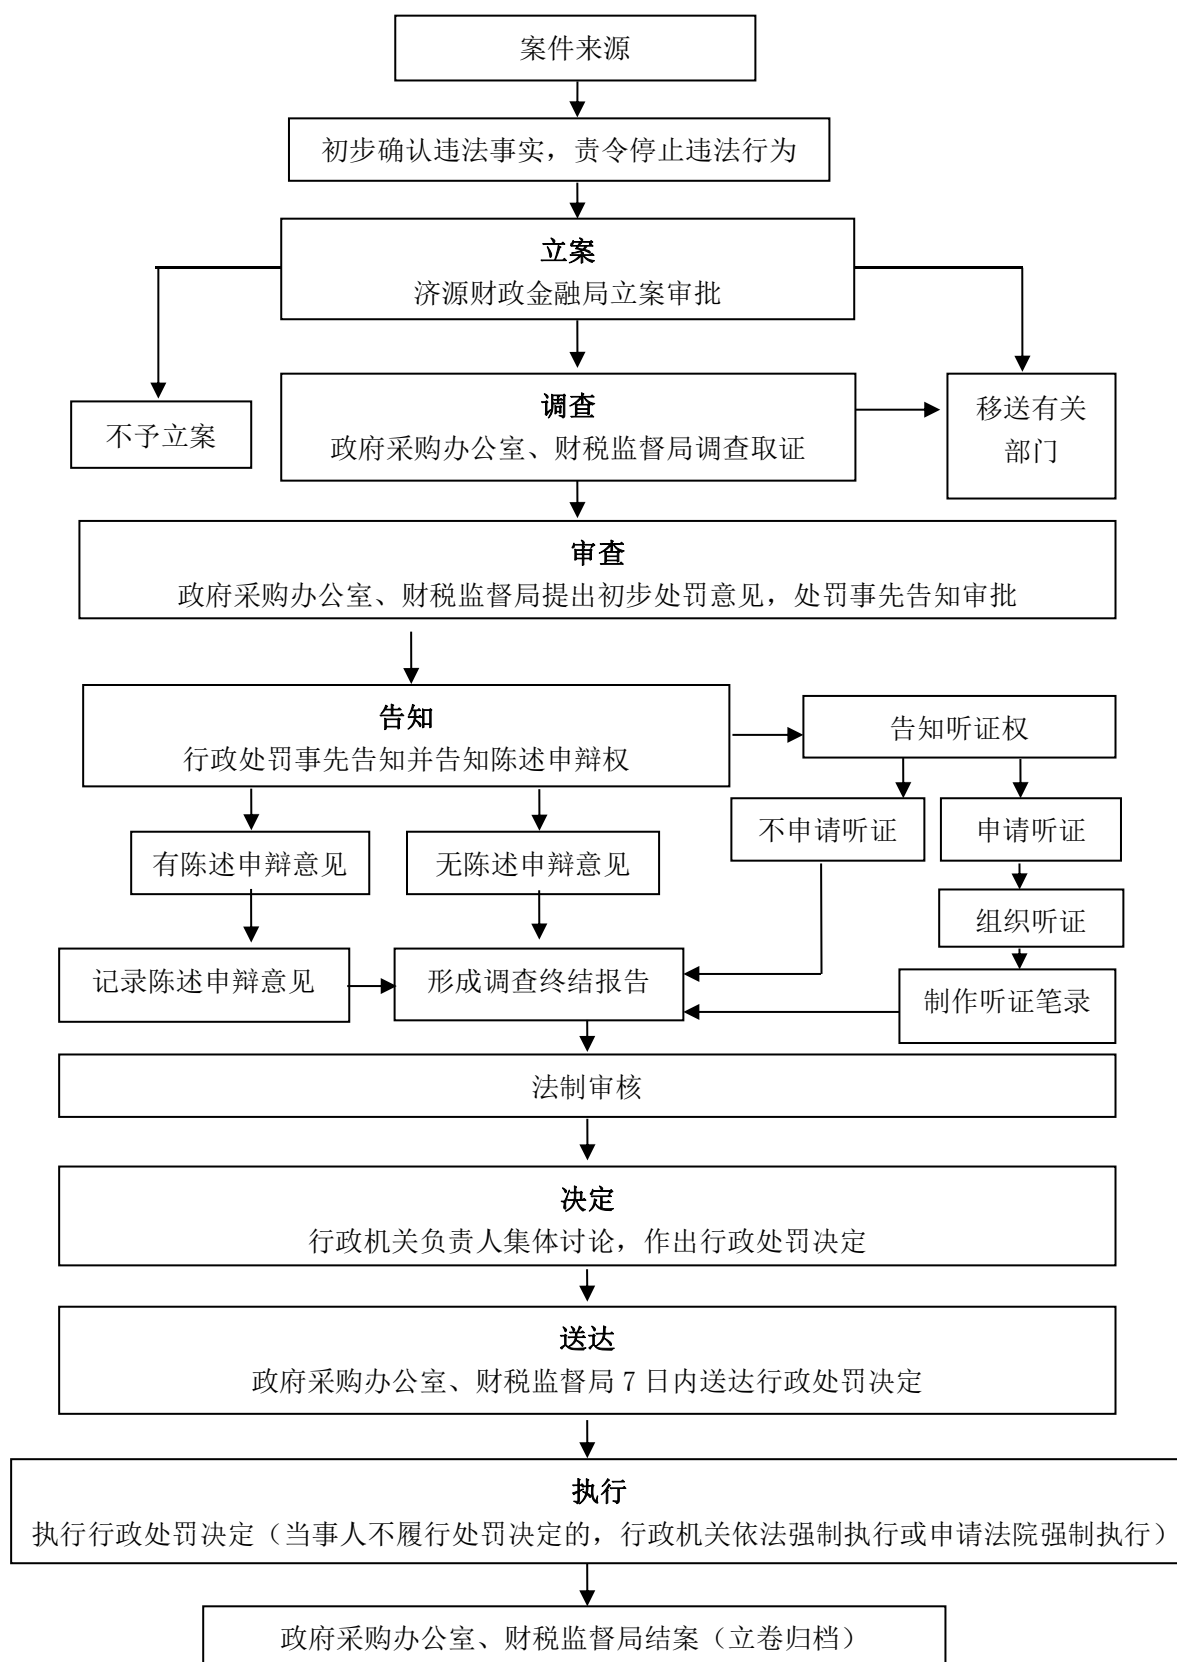 案件来源
初步确认违法事实，责令停止违法行为
立案
济源财政金融局立案审批
不予立案
调查
政府采购办公室、财税监督局调查取证
移送有关
部门
审查
政府采购办公室、财税监督局提出初步处罚意见，处罚事先告知审批
告知
行政处罚事先告知并告知陈述申辩权
告知听证权
有陈述申辩意见
无陈述申辩意见
不申请听证
申请听证
组织听证
记录陈述申辩意见
形成调查终结报告
制作听证笔录
法制审核
决定
行政机关负责人集体讨论，作出行政处罚决定
送达
政府采购办公室、财税监督局 7 日内送达行政处罚决定
执行
执行行政处罚决定（当事人不履行处罚决定的，行政机关依法强制执行或申请法院强制执行）
政府采购办公室、财税监督局结案（立卷归档）